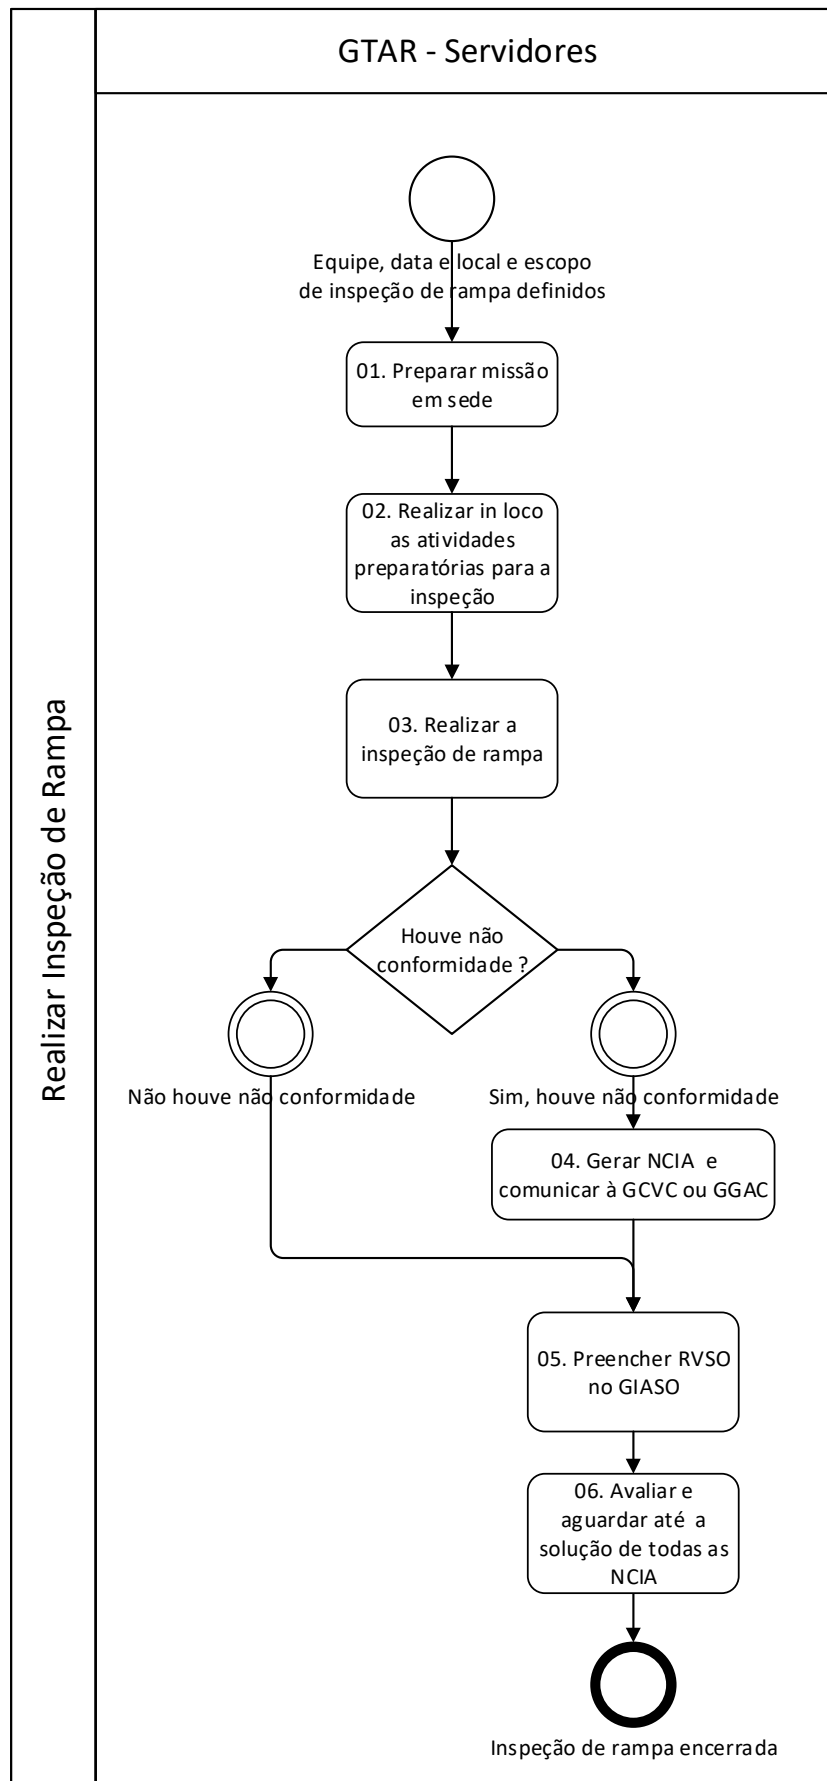 GTAR - Servidores
Realizar Inspeção de Rampa
Equipe, data e local e escopo
de inspeção de rampa definidos
01. Preparar missão
em sede
02. Realizar in loco
as atividades
preparatórias para a
inspeção
03. Realizar a
inspeção de rampa
Houve não
conformidade ?
Não houve não conformidade
Sim, houve não conformidade
04. Gerar NCIA e
comunicar à GCVC ou GGAC
05. Preencher RVSO
no GIASO
06. Avaliar e
aguardar até a
solução de todas as
NCIA
Inspeção de rampa encerrada